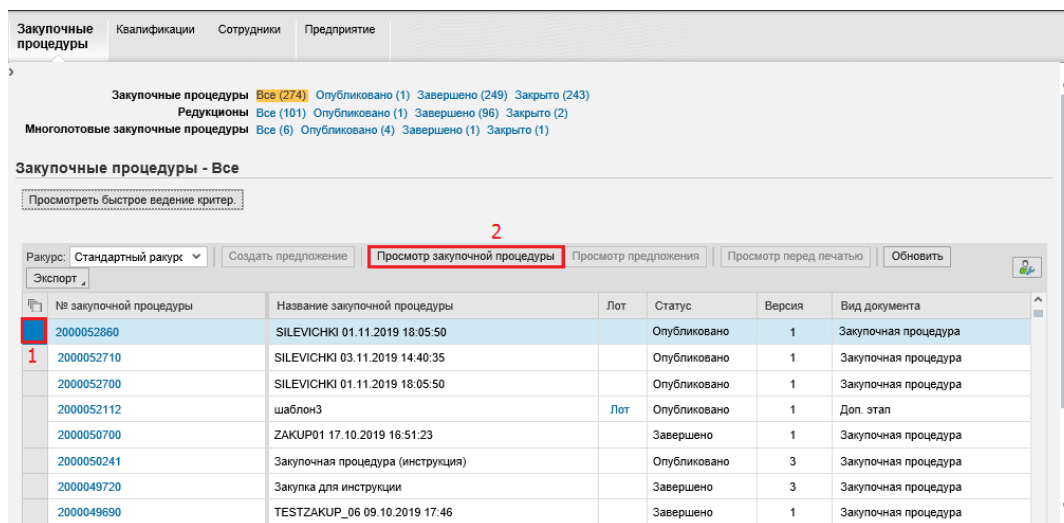 Закупочные процедуры Квалификации Сотрудники Предприятие
Закупочные процедуры Все (274) Опубликовано (1) Завершено (249) Закрыто (243)
Редукционы Все (101) Опубликовано (1) Завершено (96) Закрыто (2)
Многолотовые закупочные процедуры Все (6) Опубликовано (4) Завершено (1) Закрыто (1)
Закупочные процедуры - Все
Просмотреть быстрое ведение критер.
2
Ракурс: Стандартный ракурс Создать предложение Просмотр закупочной процедуры Просмотр предложения Просмотр перед печатью Обновить
Экспорт
№ закупочной процедуры Название закупочной процедуры Лот Статус Версия Вид документа
2000052860 SILEVICHKI 01.11.2019 18:05:50 Опубликовано 1 Закупочная процедура
1 2000052710 SILEVICHKI 03.11.2019 14:40:35 Опубликовано 1 Закупочная процедура
2000052700 SILEVICHKI 01.11.2019 18:05:50 Опубликовано 1 Закупочная процедура
2000052112 шаблон3 Лот Опубликовано 1 Доп. этап
2000050700 ZAKUP01 17.10.2019 16:51:23 Завершено 1 Закупочная процедура
2000050241 Закупочная процедура (инструкция) Опубликовано 3 Закупочная процедура
2000049720 Закупка для инструкции Завершено 3 Закупочная процедура
2000049690 TESTZAKUP_06 09.10.2019 17:46 Завершено 1 Закупочная процедура